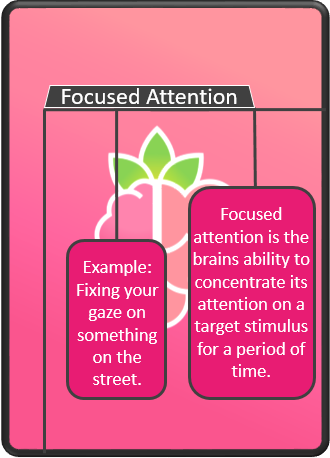 Focused Attention
Example:
Fixing your
gaze on
something
on the
street.
Focused
attention is the
brains ability to
concentrate its
attention on a
target stimulus
for a period of
time.